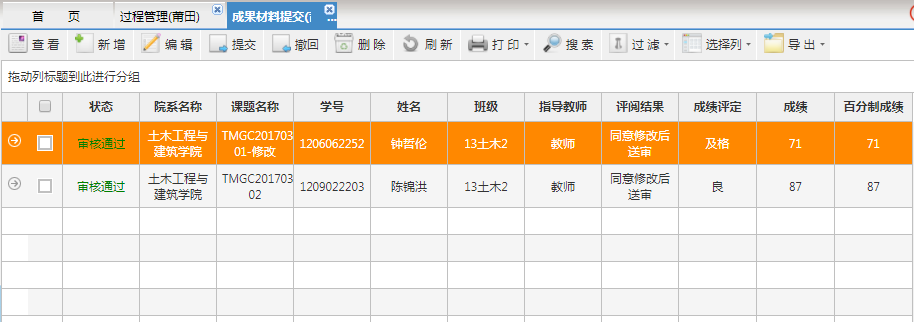 首 页 过程管理(莆田) 成果材料提交(ī ...
查 看 新 增 编 辑 提交 撤回 删 除 刷 新 打 印 搜 索 过 滤 选择列 导 出
拖动列标题到此进行分组
状态 院系名称 课题名称 学号 姓名 班级 指导教师 评阅结果 成绩评定 成绩 百分制成绩
审核通过 土木工程与 TMGC201703 1206062252 钟哲伦 13土木2 教师 同意修改后 及格 71 71
建筑学院 01-修改 送审
审核通过 土木工程与 TMGC201703 1209022203 陈锦洪 13土木2 教师 同意修改后 良 87 87
建筑学院 02 送审